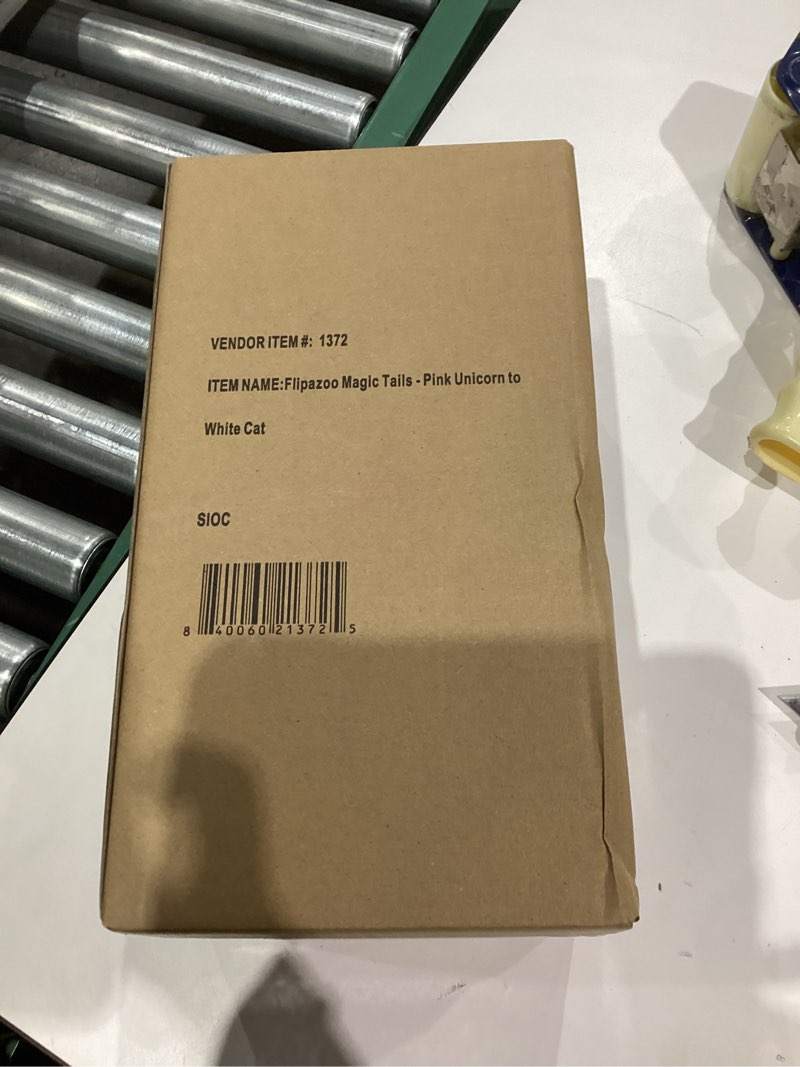 VENDOR ITEM #: 1372
ITEM NAME:Flipazoo Magic Tails - Pink Unicorn to
White Cat
SIOC
8 40060 21372 5